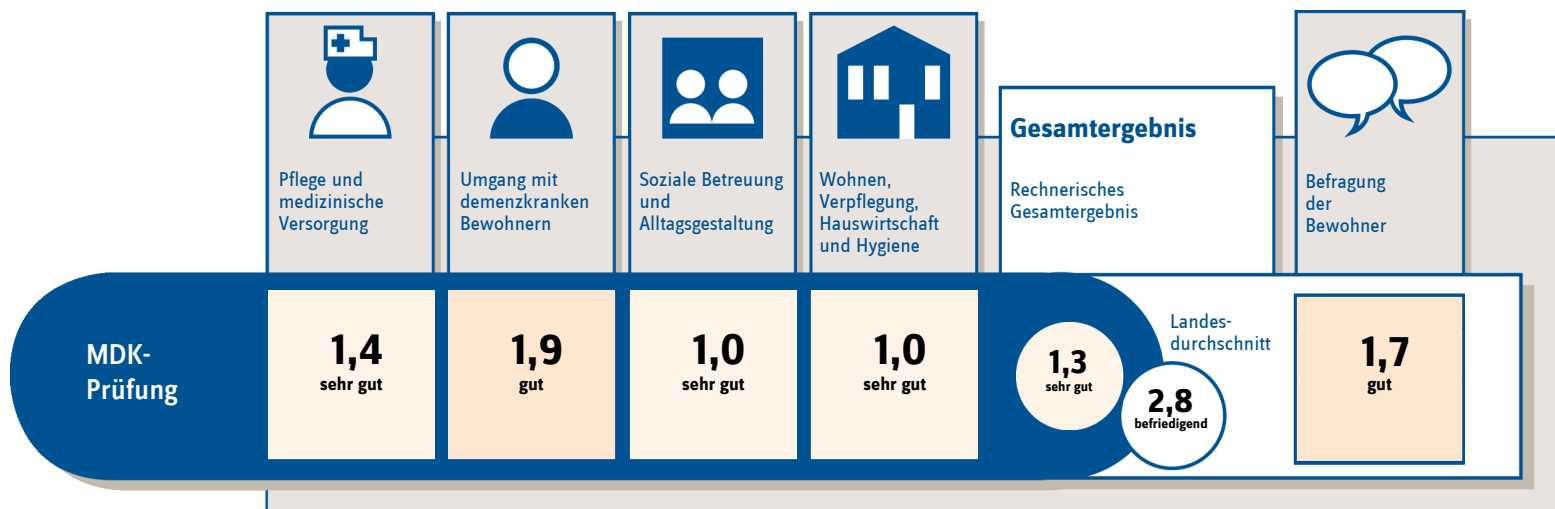 Pflege und
medizinische
Versorgung
Umgang mit
demenzkranken
Bewohnern
Soziale Betreuung
und
Alltagsgestaltung
Wohnen,
Verpflegung,
Hauswirtschaft
und Hygiene
Gesamtergebnis
Rechnerisches
Gesamtergebnis
Befragung
der
Bewohner
MDK-
Prüfung
1,4
sehr gut
1,9
gut
1,0
sehr gut
1,0
sehr gut
1,3
sehr gut
Landes-
durchschnitt
2,8
befriedigend
1,7
gut